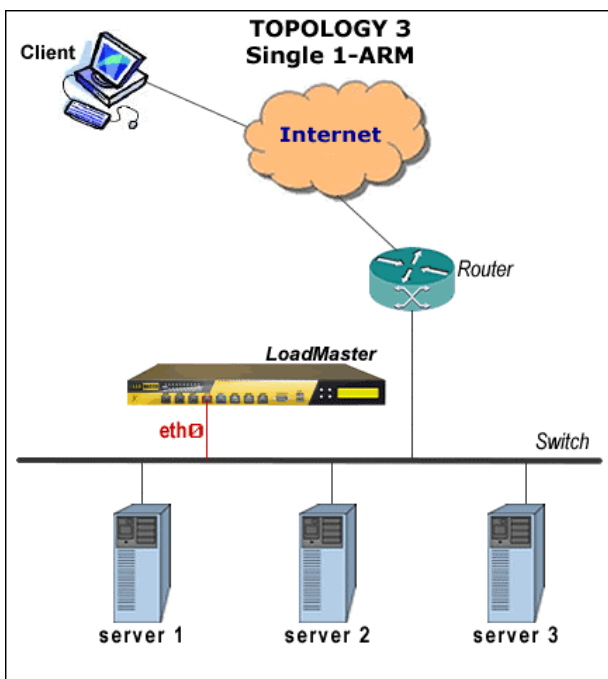 TOPOLOGY 3
Single 1-ARM
Client
Internet
Router
LoadMaster
eth0
Switch
server 1
server 2
server 3